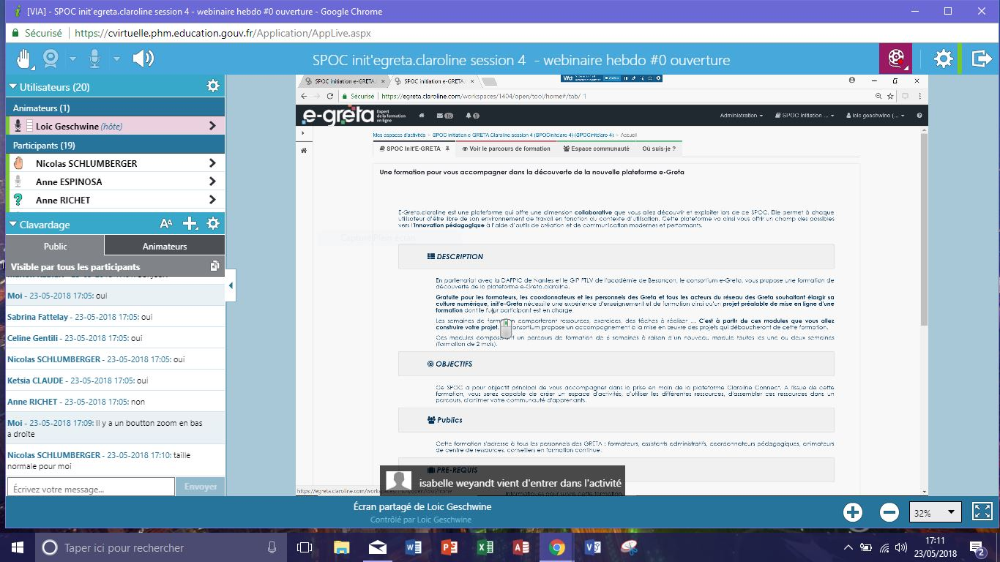 [VIA] - SPOC init'egreta.claroline session 4 - webinaire hebdo #0 ouverture - Google Chrome
Sécurisé https://cvirtuelle.phm.education.gouv.fr/Application/AppLive.aspx
SPOC init'egreta.claroline session 4 - webinaire hebdo #0 ouverture
Utilisateurs (20)
Animateurs (1)
Loic Geschwine (hôte)
Participants (19)
Nicolas SCHLUMBERGER
Anne ESPINOSA
Anne RICHET
Clavardage
Public
Animateurs
Visible par tous les participants
Moi - 23-05-2018 17:05: oui
Sabrina Fattelay - 23-05-2018 17:05: oui
Celine Gentili - 23-05-2018 17:05: oui
Nicolas SCHLUMBERGER - 23-05-2018 17:05: oui
Ketsia CLAUDE - 23-05-2018 17:05: oui
Anne RICHET - 23-05-2018 17:05: non
Moi - 23-05-2018 17:09: Il y a un boutton zoom en bas
a droite
Nicolas SCHLUMBERGER - 23-05-2018 17:10: taille
normale pour moi
Écrivez votre message...
Envoyer
SPOC initiation e-GRETA.
SPOC initiation e-GRETA.
Sécurisé https://egreta.claroline.com/workspaces/1404/open/tool/home#/tab/-1
e-greta Expert
de la formation
en ligne
Administration
SPOC Initiation ...
loic geschwine (...
Mes espaces d'activités > SPOC initiation e GRETA.Claroline session 4 (SPOCinitclaro 4) (SPOCinitclaro 4) > Accueil
SPOC Init'E-GRETA
Voir le parcours de formation
Espace communauté
Où suis-je ?
Une formation pour vous accompagner dans la découverte de la nouvelle plateforme e-Greta
E-Greta.claroline est une plateforme qui offre une dimension collaborative que vous allez découvrir et exploiter lors de ce SPOC. Elle permet à chaque
utilisateur d'être libre de son environnement de travail en fonction du contexte d'utilisation. Cette plateforme va ainsi vous offrir un champ des possibles
vers l'innovation pédagogique à l'aide d'outils de création et de communication modernes et performants.
Capture Plein écran
DESCRIPTION
En partenariat avec la DAFPIC de Nantes et le GIP FTLV de l'académie de Besançon, le consortium e-Greta, vous propose une formation de
découverte de la plateforme e-Greta.claroline.
Gratuite pour les formateurs, les coordonnateurs et les personnels des Greta et tous les acteurs du réseau des Greta souhaitant élargir sa
culture numérique, init'e-Greta nécessite une expérience d'enseignement et de formation ainsi qu'un projet préalable de mise en ligne d'une
formation dont le futur participant est en charge.
Les semaines de formation comporteront ressources, exercices, des tâches à réaliser ... C'est à partir de ces modules que vous allez
construire votre projet. consortium propose un accompagnement à la mise en œuvre des projets qui déboucheront de cette formation.
Ces modules composent un parcours de formation de 6 semaines à raison d'un nouveau module toutes les une ou deux semaines
(formation de 2 mois).
OBJECTIFS
Ce SPOC a pour objectif principal de vous accompagner dans la prise en main de la plateforme Claroline Connect. A l'issue de cette
formation, vous serez capable de créer un espace d'activités, d'utiliser les différentes ressources, d'assembler ces ressources dans un
parcours, d'animer votre communauté d'apprenants.
Publics
Cette formation s'adresse à tous les personnels des GRETA : formateurs, assistants administratifs, coordonnateurs pédagogiques, animateurs
de centre de ressources, conseillers en formation continue.
PRE-REQUIS
isabelle weyandt vient d'entrer dans l'activité
informatiques pour suivre cette formation.
Écran partagé de Loic Geschwine
Contrôlé par Loic Geschwine
32%
Taper ici pour rechercher
17:11
23/05/2018
2